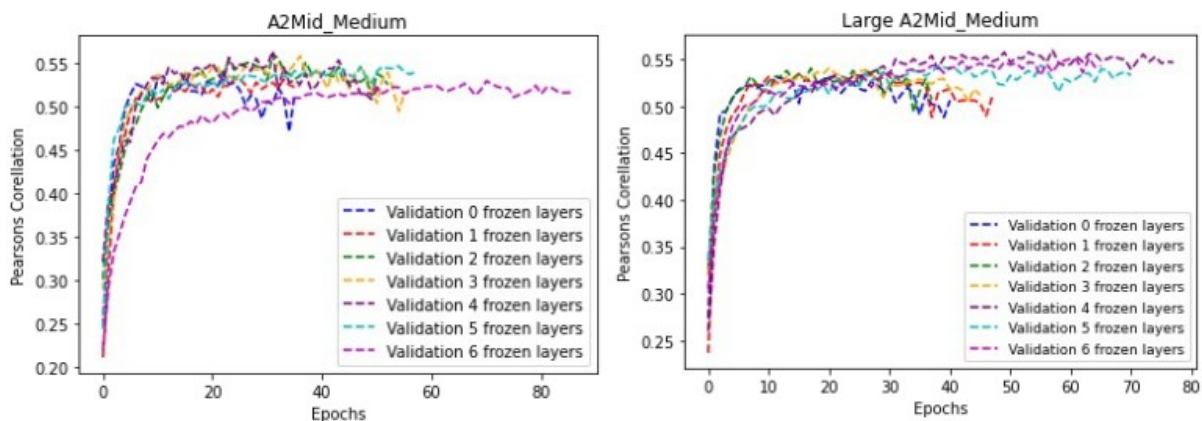 A2Mid_Medium
0.55
0.50
0.45
0.40
0.35
0.30
0.25
0.20
Pearsons Corellation
Validation 0 frozen layers
Validation 1 frozen layers
Validation 2 frozen layers
Validation 3 frozen layers
Validation 4 frozen layers
Validation 5 frozen layers
Validation 6 frozen layers
0 20 40 60 80
Epochs
Large A2Mid_Medium
0.55
0.50
0.45
0.40
0.35
0.30
0.25
Pearsons Corellation
Validation 0 frozen layers
Validation 1 frozen layers
Validation 2 frozen layers
Validation 3 frozen layers
Validation 4 frozen layers
Validation 5 frozen layers
Validation 6 frozen layers
0 10 20 30 40 50 60 70 80
Epochs